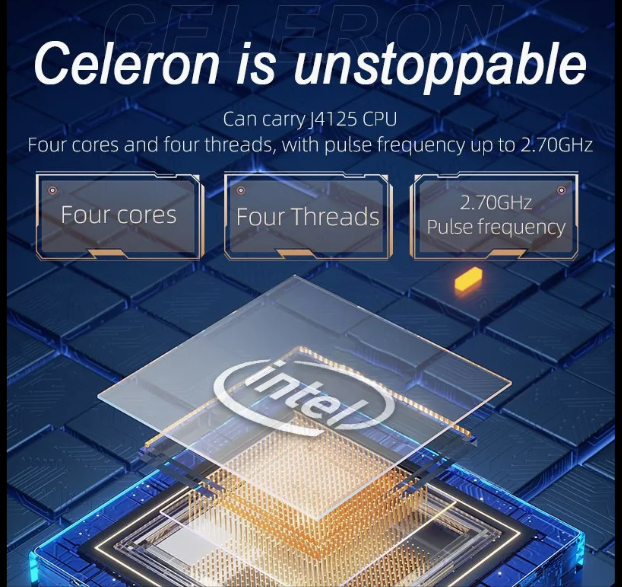 CELERON
Celeron is unstoppable
Can carry J4125 CPU
Four cores and four threads, with pulse frequency up to 2.70GHz
Four cores
Four Threads
2.70GHz
Pulse frequency
intel